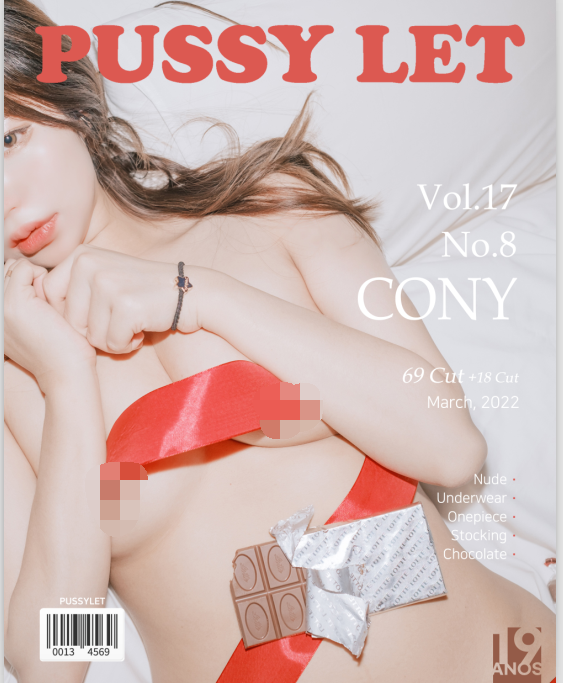 PUSSY LET
Vol.17
No.8
CONY
69 Cut +18 Cut
March, 2022
Nude
Underwear
Onepiece
Stocking
Chocolate
PUSSYLET
0013 4569
19
ANOS